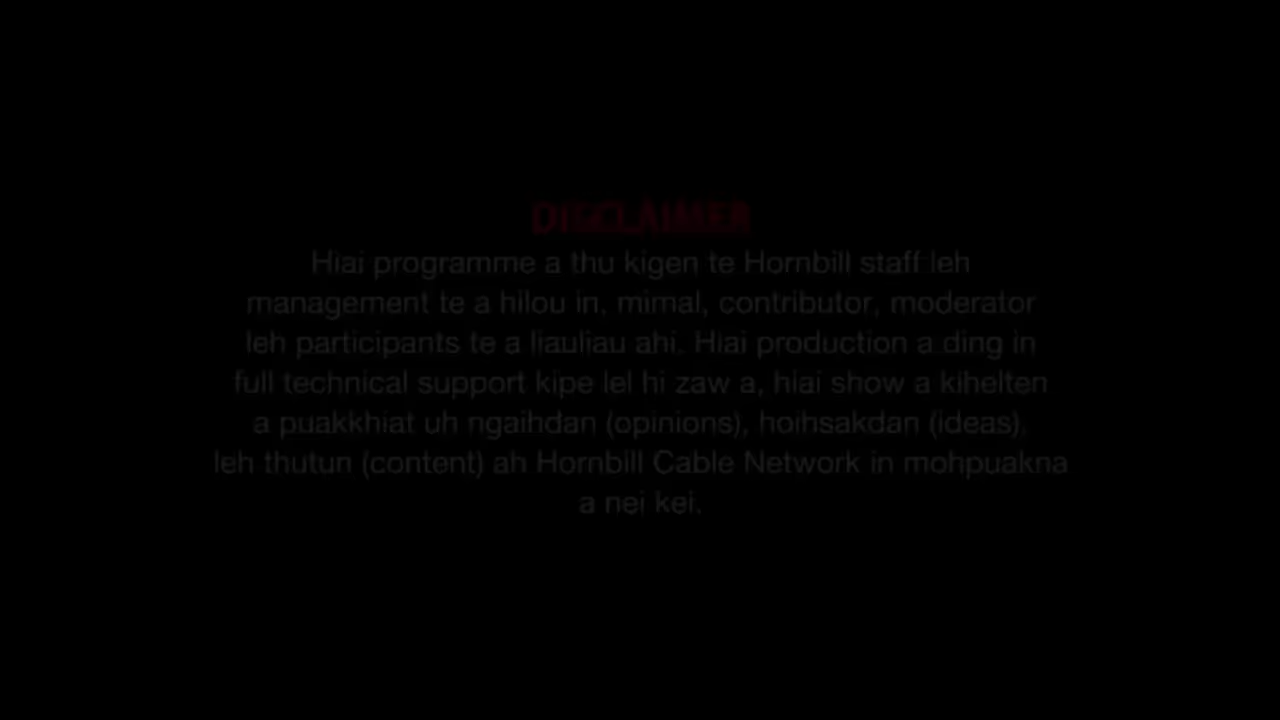 DISCLAIMER
Hiai programme a thu kigen te Hornbill staff leh
management te a hilou in, mimal, contributor, moderator
leh participants te a liauliau ahi. Hiai production a ding in
full technical support kipe lel hi zaw a, hiai show a kihelten
a puakkhiat uh ngaihdan (opinions), hoihsakdan (ideas),
leh thutun (content) ah Hornbill Cable Network in mohpuakna
a nei kei.